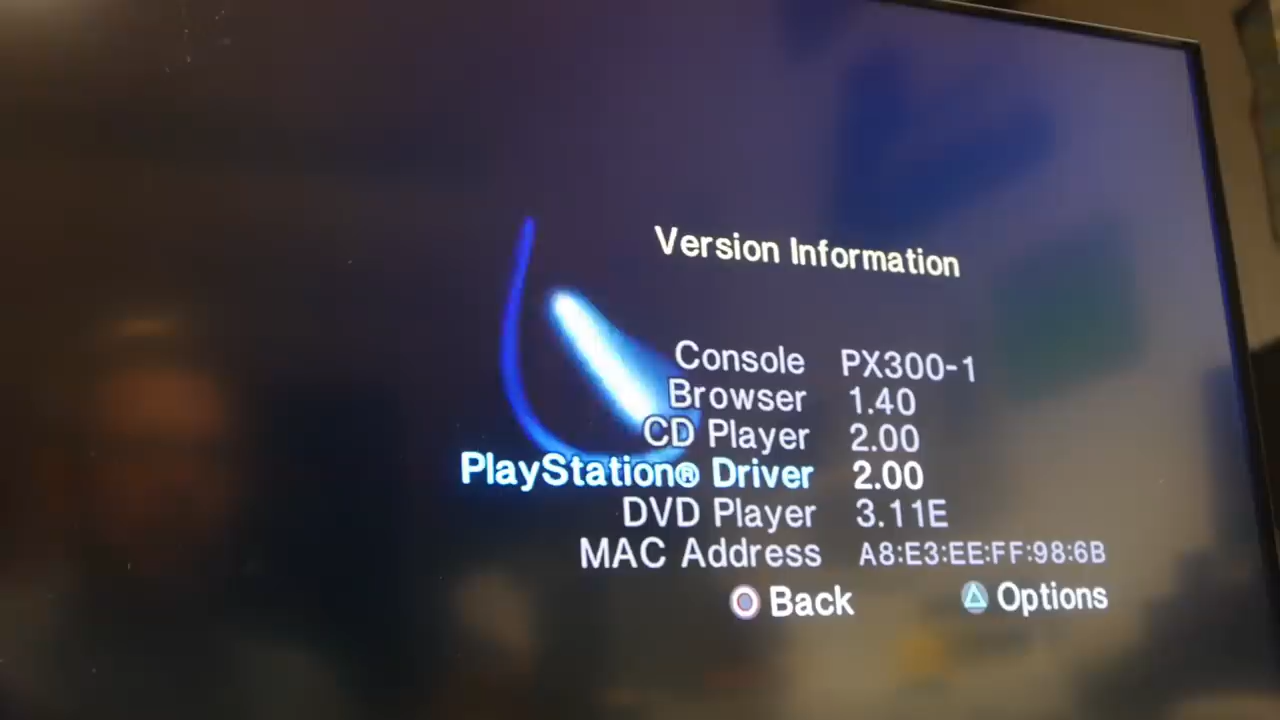 Version Information
Console PX300-1
Browser 1.40
CD Player 2.00
PlayStation® Driver 2.00
DVD Player 3.11E
MAC Address A8:E3:EE:FF:98:6B
Back Options